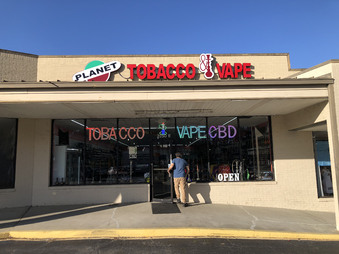 PLANET TOBACCO VAPE
TOBACCO VAPE CBD
OPEN